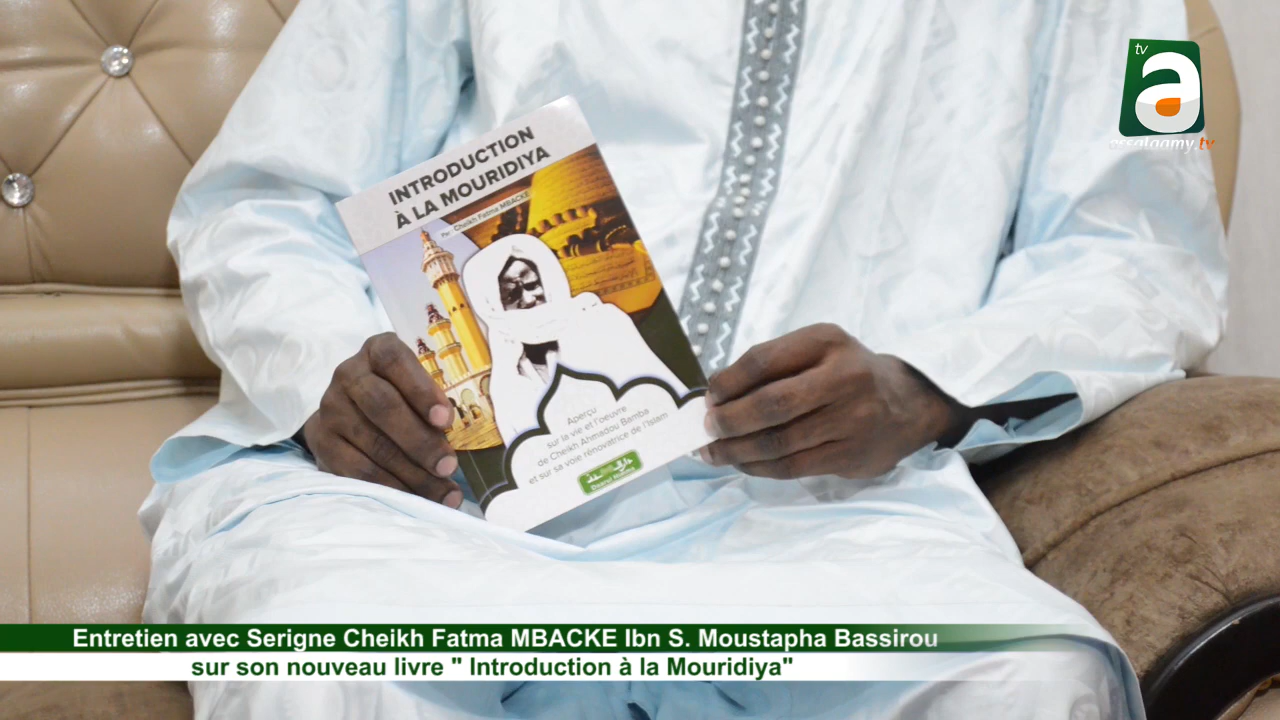 tv
a
assalaamy.tv
INTRODUCTION
À LA MOURIDIYA
Par : Cheikh Fatma MBACKE
Aperçu
sur la vie et l'oeuvre
de Cheikh Ahmadou Bamba
et sur sa voie rénovatrice de l'Islam
Entretien avec Serigne Cheikh Fatma MBACKE Ibn S. Moustapha Bassirou
sur son nouveau livre " Introduction à la Mouridiya"